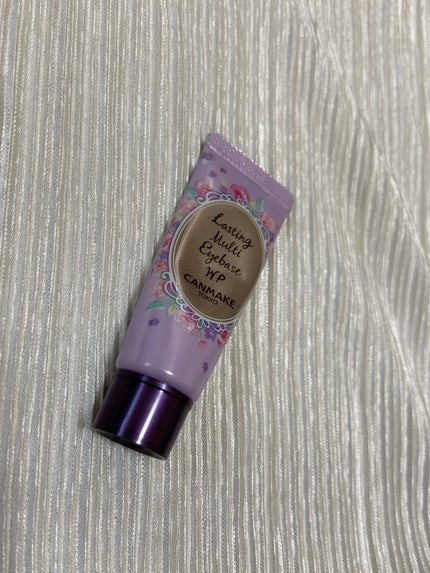 Lasting
Multi
Eyebase
WP
CANMAKE
TOKYO